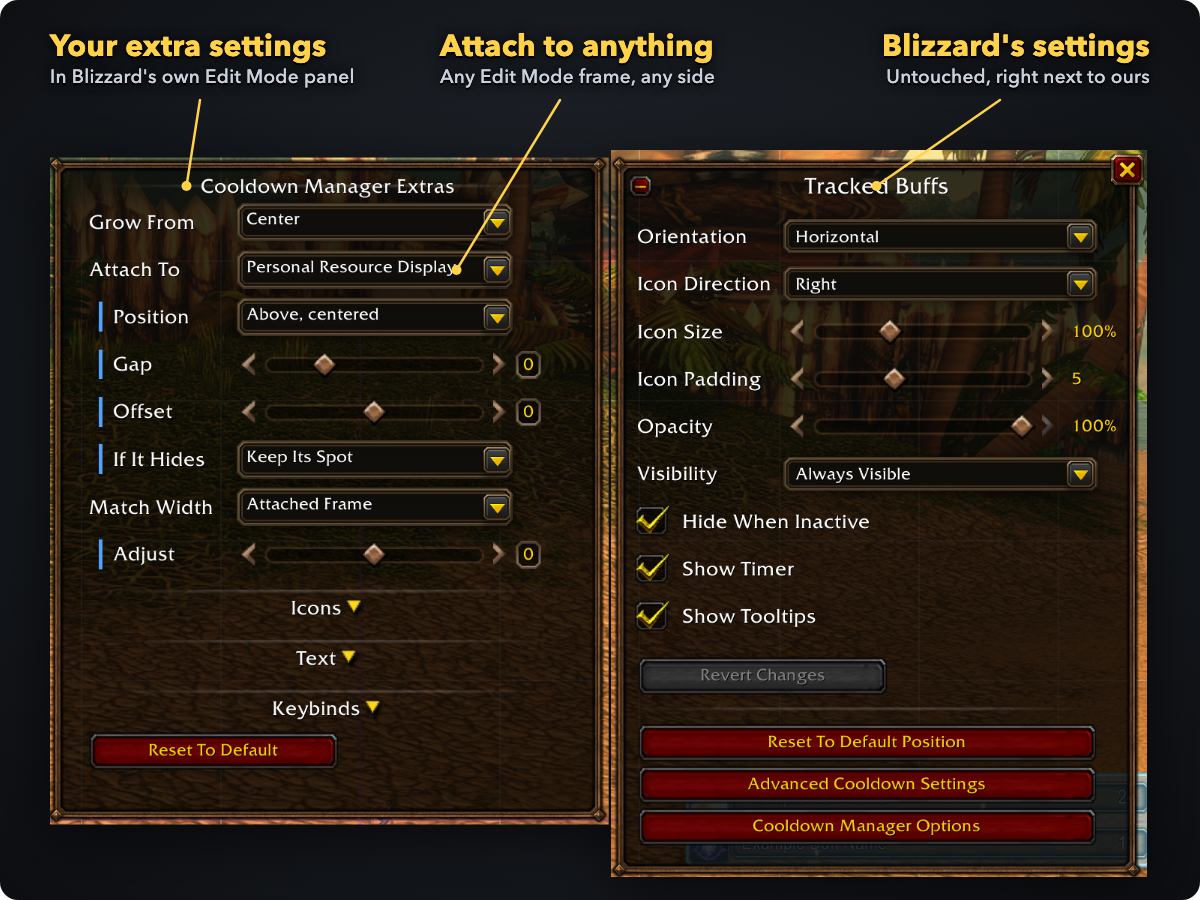 Your extra settings
In Blizzard's own Edit Mode panel
Attach to anything
Any Edit Mode frame, any side
Blizzard's settings
Untouched, right next to ours
Cooldown Manager Extras
Grow From
Center
Attach To
Personal Resource Display
Position
Above, centered
Gap
0
Offset
0
If It Hides
Keep Its Spot
Match Width
Attached Frame
Adjust
0
Icons
Text
Keybinds
Reset To Default
Tracked Buffs
Orientation
Horizontal
Icon Direction
Right
Icon Size
100%
Icon Padding
5
Opacity
100%
Visibility
Always Visible
Hide When Inactive
Show Timer
Show Tooltips
Revert Changes
Reset To Default Position
Advanced Cooldown Settings
2
Cooldown Manager Options
Example Buff Name
1